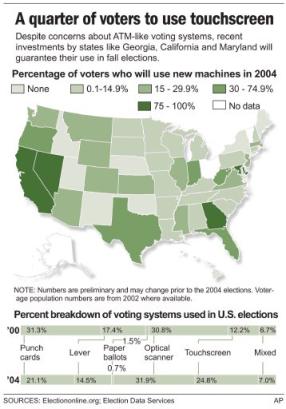 A quarter of voters to use touchscreen
Despite concerns about ATM-like voting systems, recent
investments by states like Georgia, California and Maryland will
guarantee their use in fall elections.
Percentage of voters who will use new machines in 2004
None 0.1-14.9% 15 - 29.9% 30 - 74.9%
75 - 100% No data
NOTE: Numbers are preliminary and may change prior to the 2004 elections. Voter-
age population numbers are from 2002 where available.
Percent breakdown of voting systems used in U.S. elections
'00 31.3% 17.4% 30.8% 12.2% 6.7%
1.5%
Punch cards Lever Paper ballots Optical scanner Touchscreen Mixed
0.7%
'04 21.1% 14.5% 31.9% 24.8% 7.0%
SOURCES: Electiononline.org; Election Data Services AP